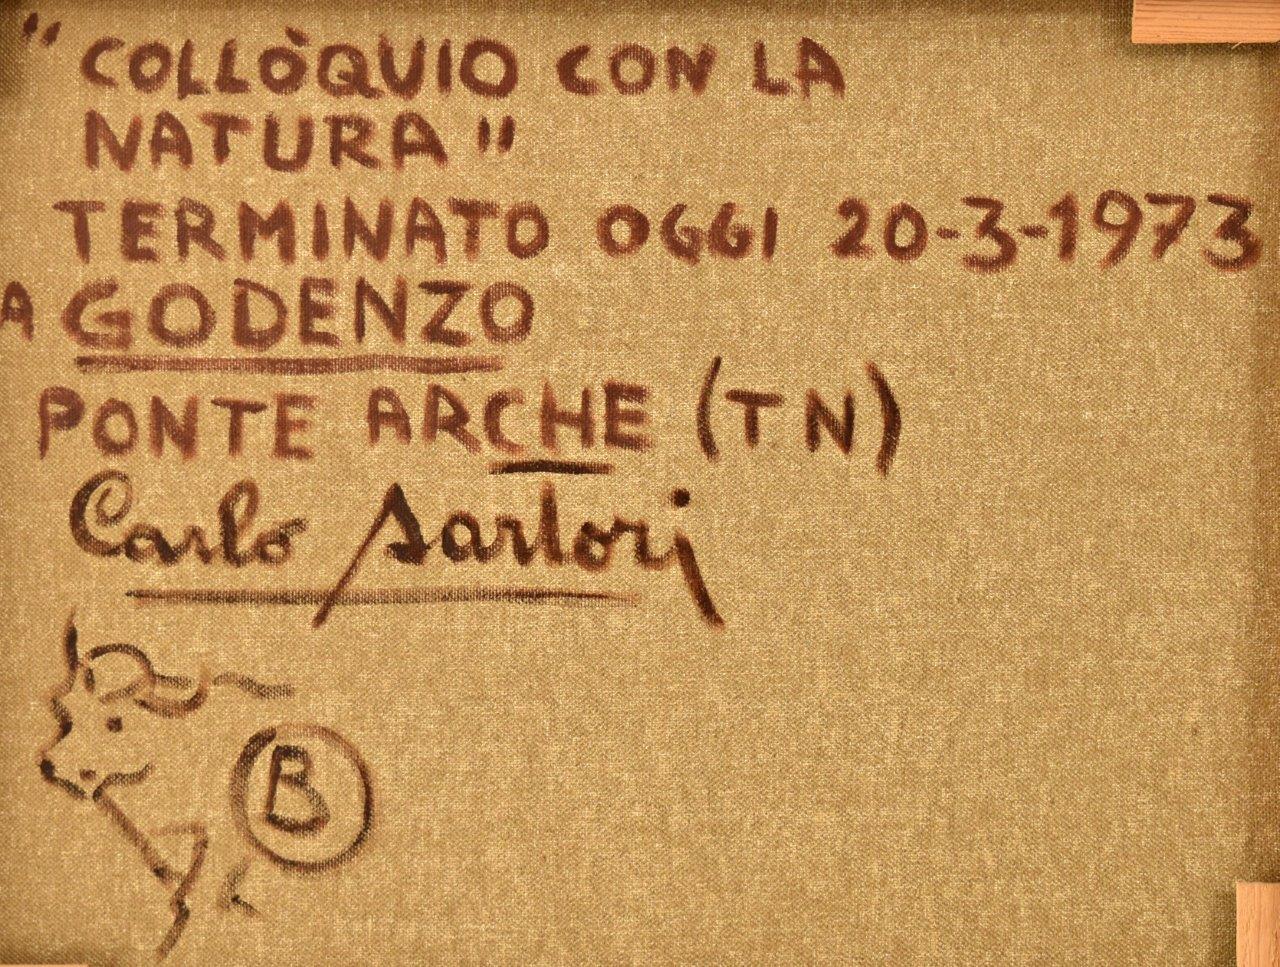 "COLLÒQUIO CON LA
NATURA"
TERMINATO OGGI 20-3-1973
A GODENZO
PONTE ARCHE (TN)
Carlo Sartori
B